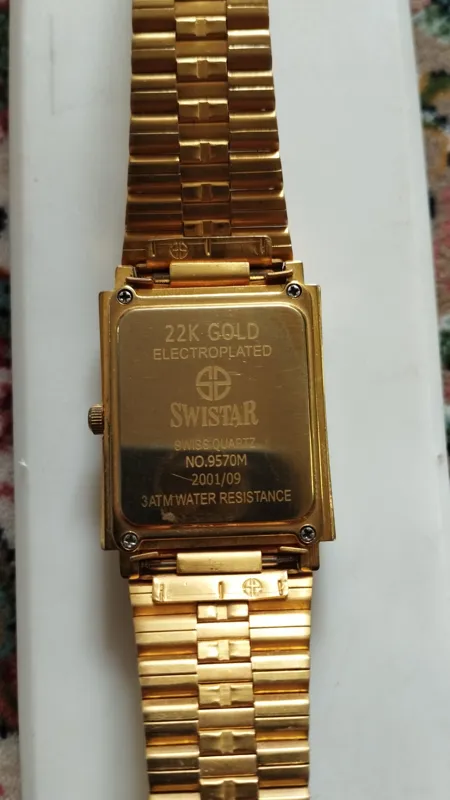 22K GOLD
ELECTROPLATED
SWISTAR
SWISS QUARTZ
NO.9570M
2001/09
3ATM WATER RESISTANCE